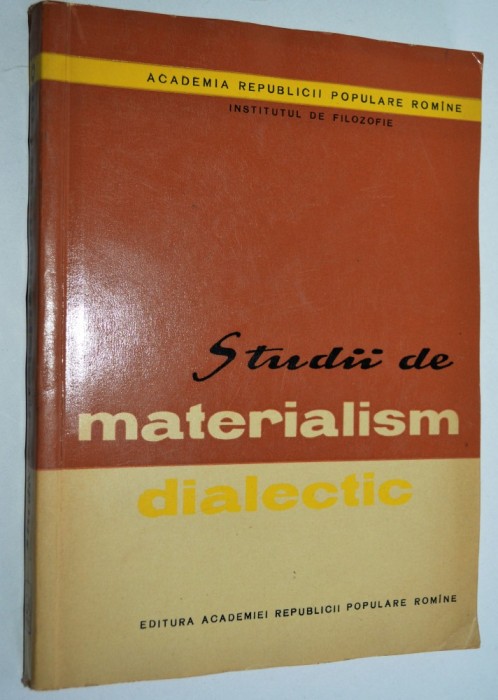 ACADEMIA REPUBLICII POPULARE ROMÎNE
INSTITUTUL DE FILOZOFIE
Studii de
materialism
dialectic
EDITURA ACADEMIEI REPUBLICII POPULARE ROMÎNE